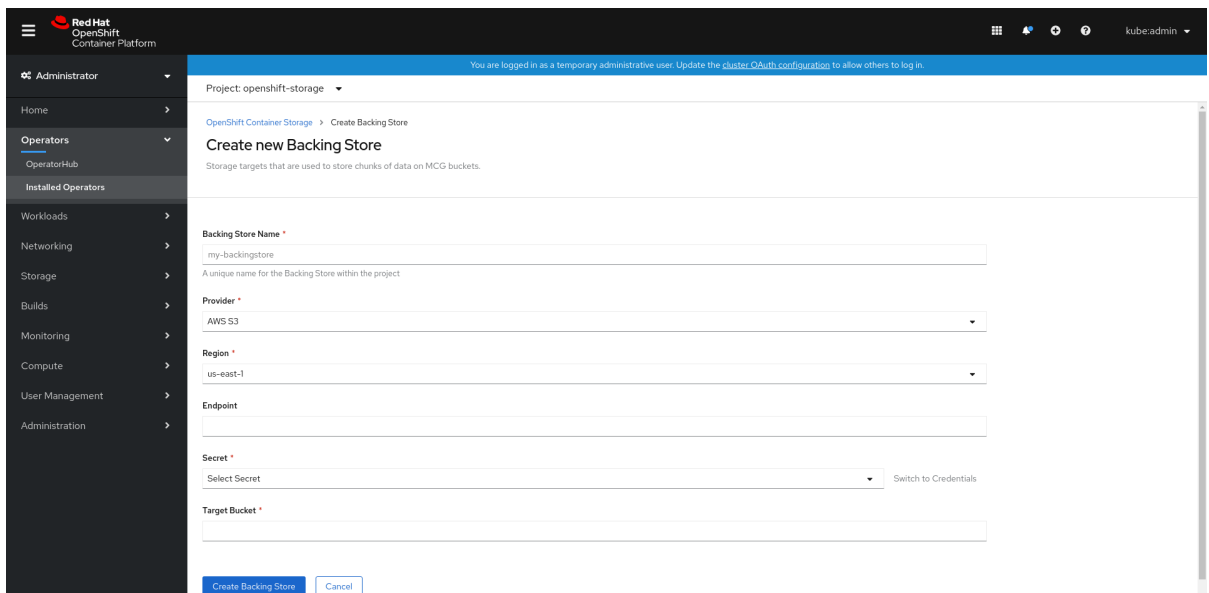 Red Hat
OpenShift
Container Platform
kube:admin
You are logged in as a temporary administrative user. Update the cluster OAuth configuration to allow others to log in.
Administrator
Home
Operators
OperatorHub
Installed Operators
Workloads
Networking
Storage
Builds
Monitoring
Compute
User Management
Administration
Project: openshift-storage
OpenShift Container Storage > Create Backing Store
Create new Backing Store
Storage targets that are used to store chunks of data on MCG buckets.
Backing Store Name *
my-backingstore
A unique name for the Backing Store within the project
Provider *
AWS S3
Region *
us-east-1
Endpoint
Secret *
Select Secret
Switch to Credentials
Target Bucket *
Create Backing Store
Cancel